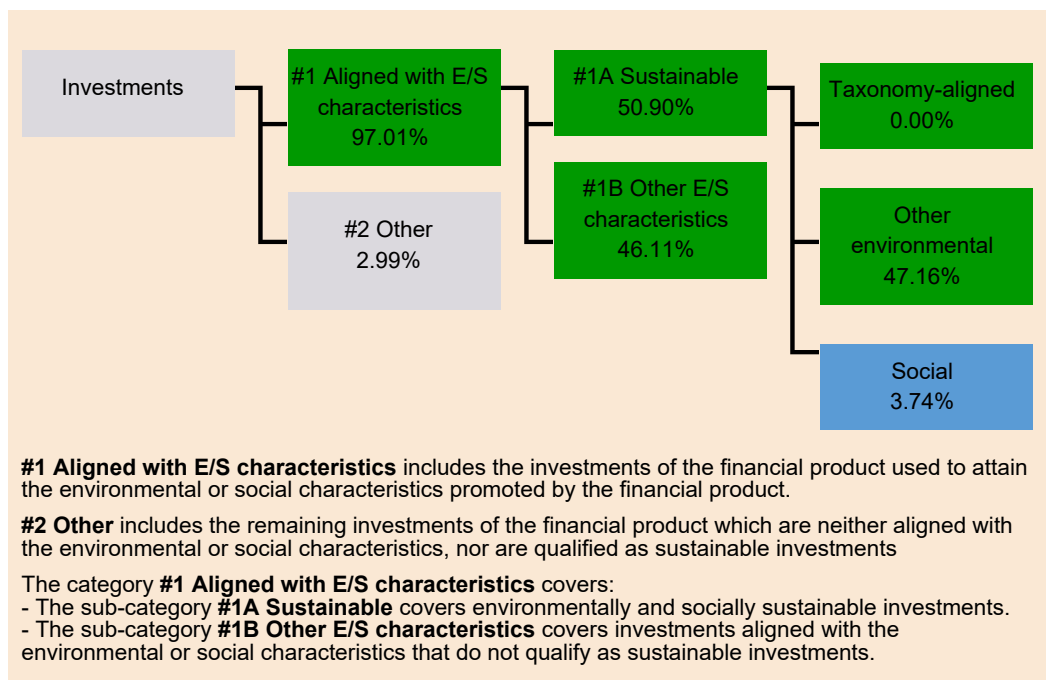 Investments
#1 Aligned with E/S
characteristics
97.01%
#2 Other
2.99%
#1A Sustainable
50.90%
#1B Other E/S
characteristics
46.11%
Taxonomy-aligned
0.00%
Other
environmental
47.16%
Social
3.74%
#1 Aligned with E/S characteristics includes the investments of the financial product used to attain
the environmental or social characteristics promoted by the financial product.
#2 Other includes the remaining investments of the financial product which are neither aligned with
the environmental or social characteristics, nor are qualified as sustainable investments
The category #1 Aligned with E/S characteristics covers:
- The sub-category #1A Sustainable covers environmentally and socially sustainable investments.
- The sub-category #1B Other E/S characteristics covers investments aligned with the
environmental or social characteristics that do not qualify as sustainable investments.